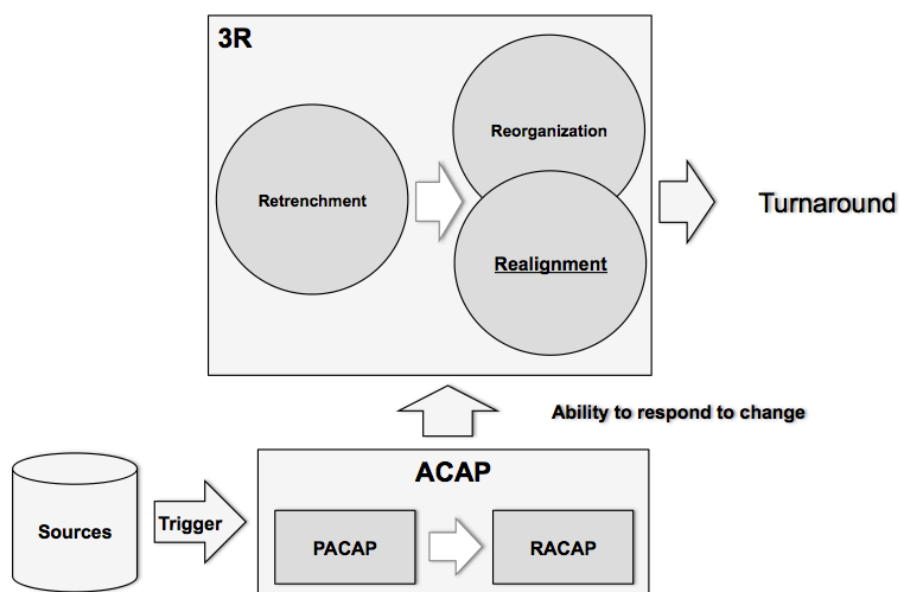 3R
Reorganization
Retrenchment
Turnaround
Realignment
Ability to respond to change
ACAP
Sources
Trigger
PACAP
RACAP